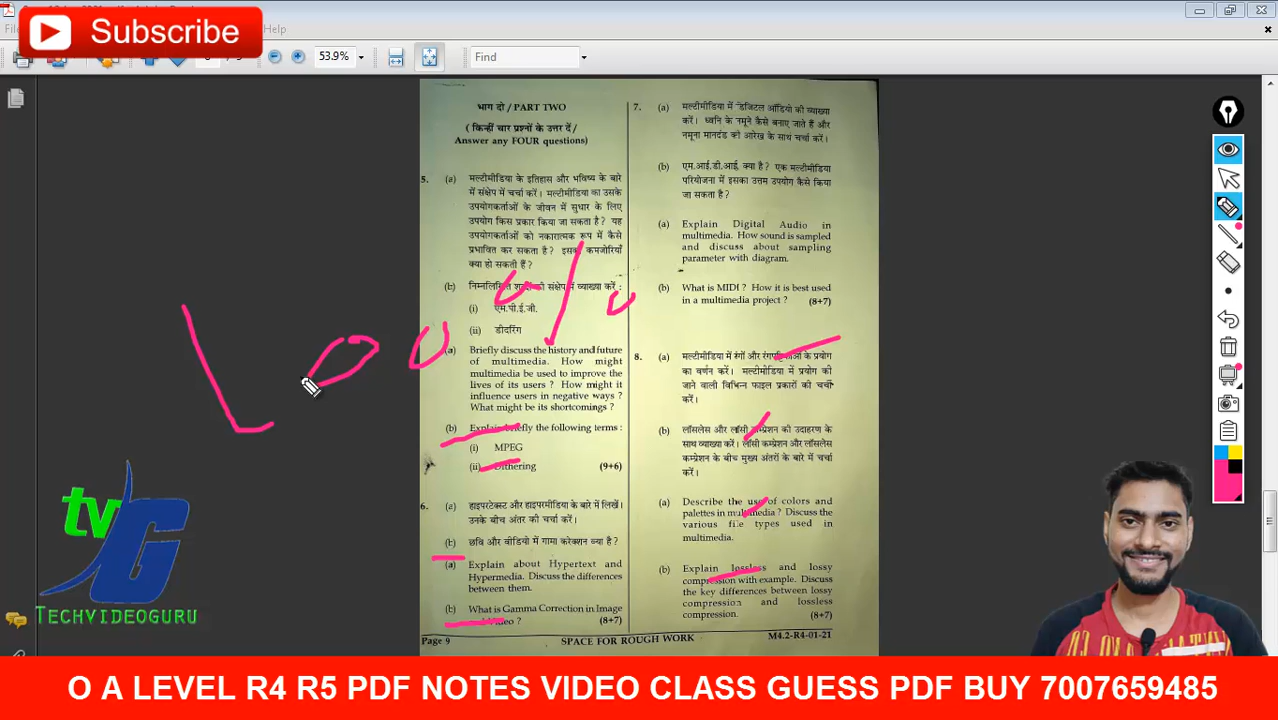 Subscribe
Help
53.9%
Find
भाग दो / PART TWO
( किन्हीं चार प्रश्नों के उत्तर दें /
Answer any FOUR questions)
5. (a) मल्टीमीडिया के इतिहास और भविष्य के बारे
में संक्षेप में चर्चा करें। मल्टीमीडिया का उसके
उपयोगकर्ताओं के जीवन में सुधार के लिए
उपयोग किस प्रकार किया जा सकता है ? यह
उपयोगकर्ताओं को नकारात्मक रूप में कैसे
प्रभावित कर सकता है ? इसकी कमजोरियाँ
क्या हो सकती हैं ?
(b) निम्नलिखित शब्दों की संक्षेप में व्याख्या करें :
(i) एम.पी.ई.जी.
(ii) डीदरिंग
(a) Briefly discuss the history and future
of multimedia. How might
multimedia be used to improve the
lives of its users ? How might it
influence users in negative ways ?
What might be its shortcomings ?
(b) Explain briefly the following terms :
(i) MPEG
(ii) Dithering (9+6)
6. (a) हाइपरटेक्स्ट और हाइपरमीडिया के बारे में लिखें।
उनके बीच अंतर की चर्चा करें।
(b) छवि और वीडियो में गामा करेक्शन क्या है ?
(a) Explain about Hypertext and
Hypermedia. Discuss the differences
between them.
(b) What is Gamma Correction in Image
Video ? (8+7)
7. (a) मल्टीमीडिया में डिजिटल ऑडियो की व्याख्या
करें। ध्वनि के नमूने कैसे बनाए जाते हैं और
नमूना मानदंड की आरेख के साथ चर्चा करें।
(b) एम.आई.डी.आई. क्या है ? एक मल्टीमीडिया
परियोजना में इसका उत्तम उपयोग कैसे किया
जा सकता है ?
(a) Explain Digital Audio in
multimedia. How sound is sampled
and discuss about sampling
parameter with diagram.
(b) What is MIDI ? How it is best used
in a multimedia project ? (8+7)
8. (a) मल्टीमीडिया में रंगों और रंगपट्टिकाओं के प्रयोग
का वर्णन करें। मल्टीमीडिया में प्रयोग की
जाने वाली विभिन्न फाइल प्रकारों की चर्चा
करें।
(b) लॉसलेस और लॉसी कम्प्रेशन की उदाहरण के
साथ व्याख्या करें। लॉसी कम्प्रेशन और लॉसलेस
कम्प्रेशन के बीच मुख्य अंतरों के बारे में चर्चा
करें।
(a) Describe the use of colors and
palettes in multimedia ? Discuss the
various file types used in
multimedia.
(b) Explain lossless and lossy
compression with example. Discuss
the key differences between lossy
compression and lossless
compression. (8+7)
Page 9 SPACE FOR ROUGH WORK M4.2-R4-01-21
tv G
TECHVIDEOGURU
O A LEVEL R4 R5 PDF NOTES VIDEO CLASS GUESS PDF BUY 7007659485